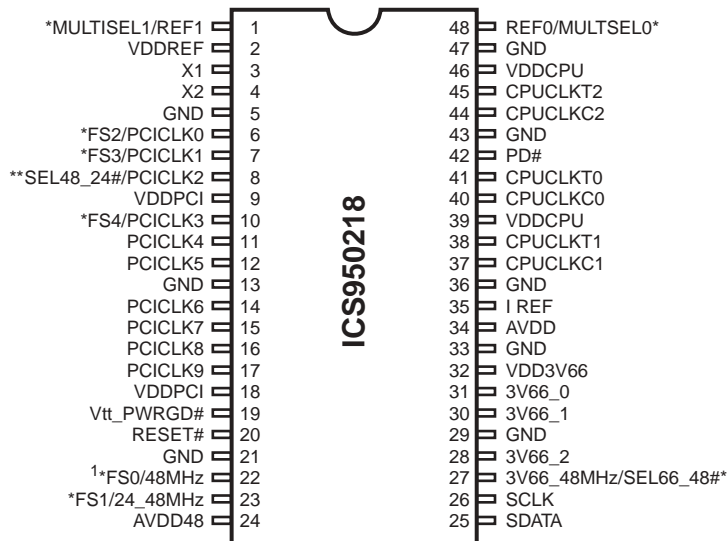 *MULTISEL1/REF1 1 48 REF0/MULTSEL0*
VDDREF 2 47 GND
X1 3 46 VDDCPU
X2 4 45 CPUCLKT2
GND 5 44 CPUCLKC2
*FS2/PCICLK0 6 43 GND
*FS3/PCICLK1 7 42 PD#
**SEL48_24#/PCICLK2 8 41 CPUCLKT0
VDDPCI 9 40 CPUCLKC0
*FS4/PCICLK3 10 39 VDDCPU
PCICLK4 11 38 CPUCLKT1
PCICLK5 12 37 CPUCLKC1
GND 13 36 GND
PCICLK6 14 35 I REF
PCICLK7 15 34 AVDD
PCICLK8 16 33 GND
PCICLK9 17 32 VDD3V66
VDDPCI 18 31 3V66_0
Vtt_PWRGD# 19 30 3V66_1
RESET# 20 29 GND
GND 21 28 3V66_2
1*FS0/48MHz 22 27 3V66_48MHz/SEL66_48#*
*FS1/24_48MHz 23 26 SCLK
AVDD48 24 25 SDATA
ICS950218